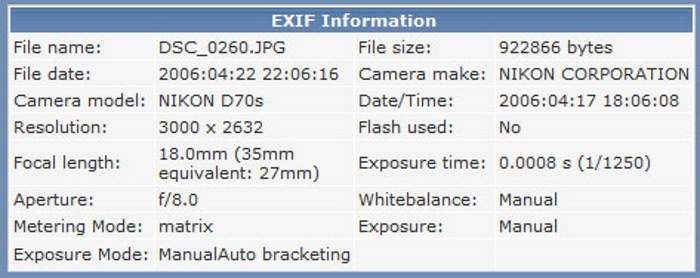 EXIF Information
File name: DSC_0260.JPG File size: 922866 bytes
File date: 2006:04:22 22:06:16 Camera make: NIKON CORPORATION
Camera model: NIKON D70s Date/Time: 2006:04:17 18:06:08
Resolution: 3000 x 2632 Flash used: No
Focal length: 18.0mm (35mm
equivalent: 27mm) Exposure time: 0.0008 s (1/1250)
Aperture: f/8.0 Whitebalance: Manual
Metering Mode: matrix Exposure: Manual
Exposure Mode: ManualAuto bracketing